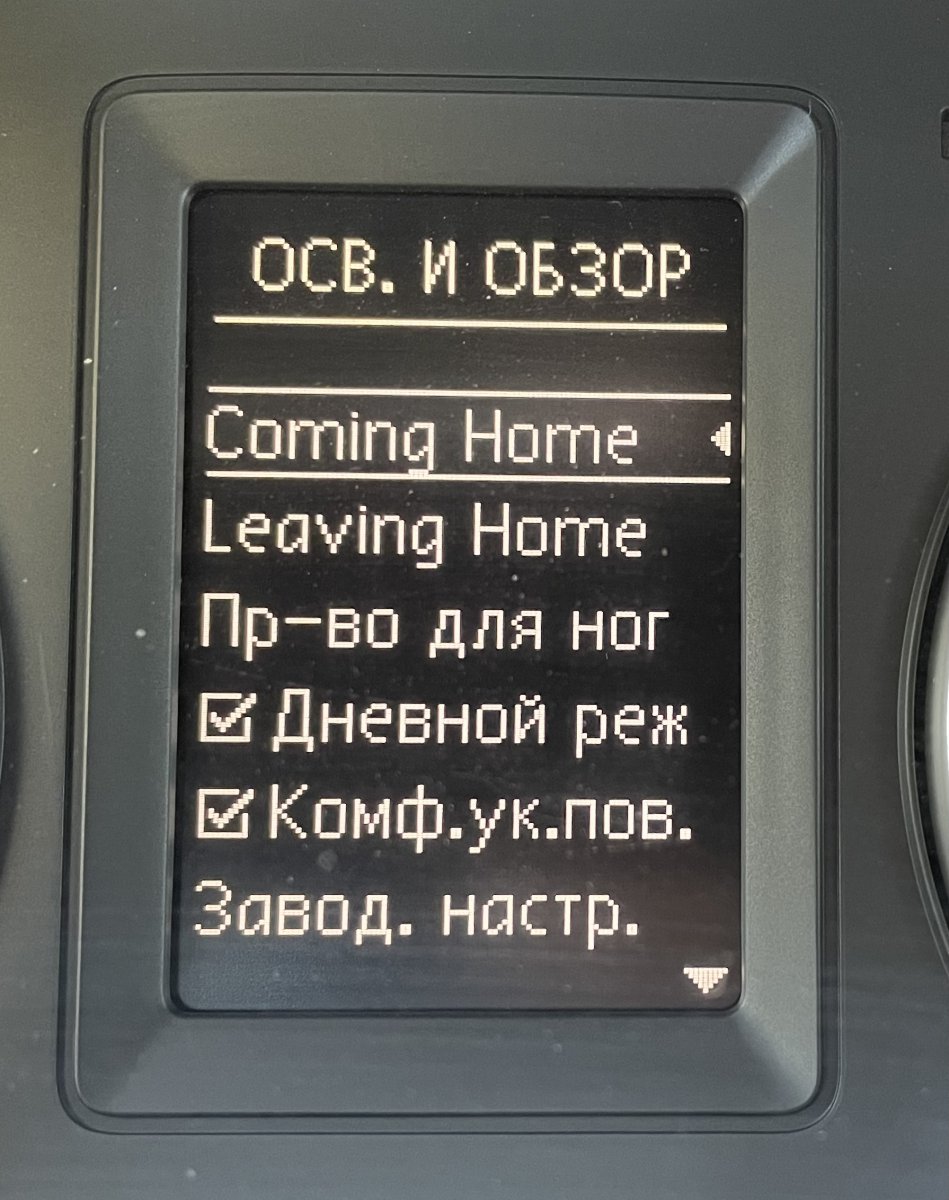 ОСВ. И ОБЗОР
Coming Home
Leaving Home
Пр-во для ног
Дневной реж
Комф.ук.пов.
Завод. настр.